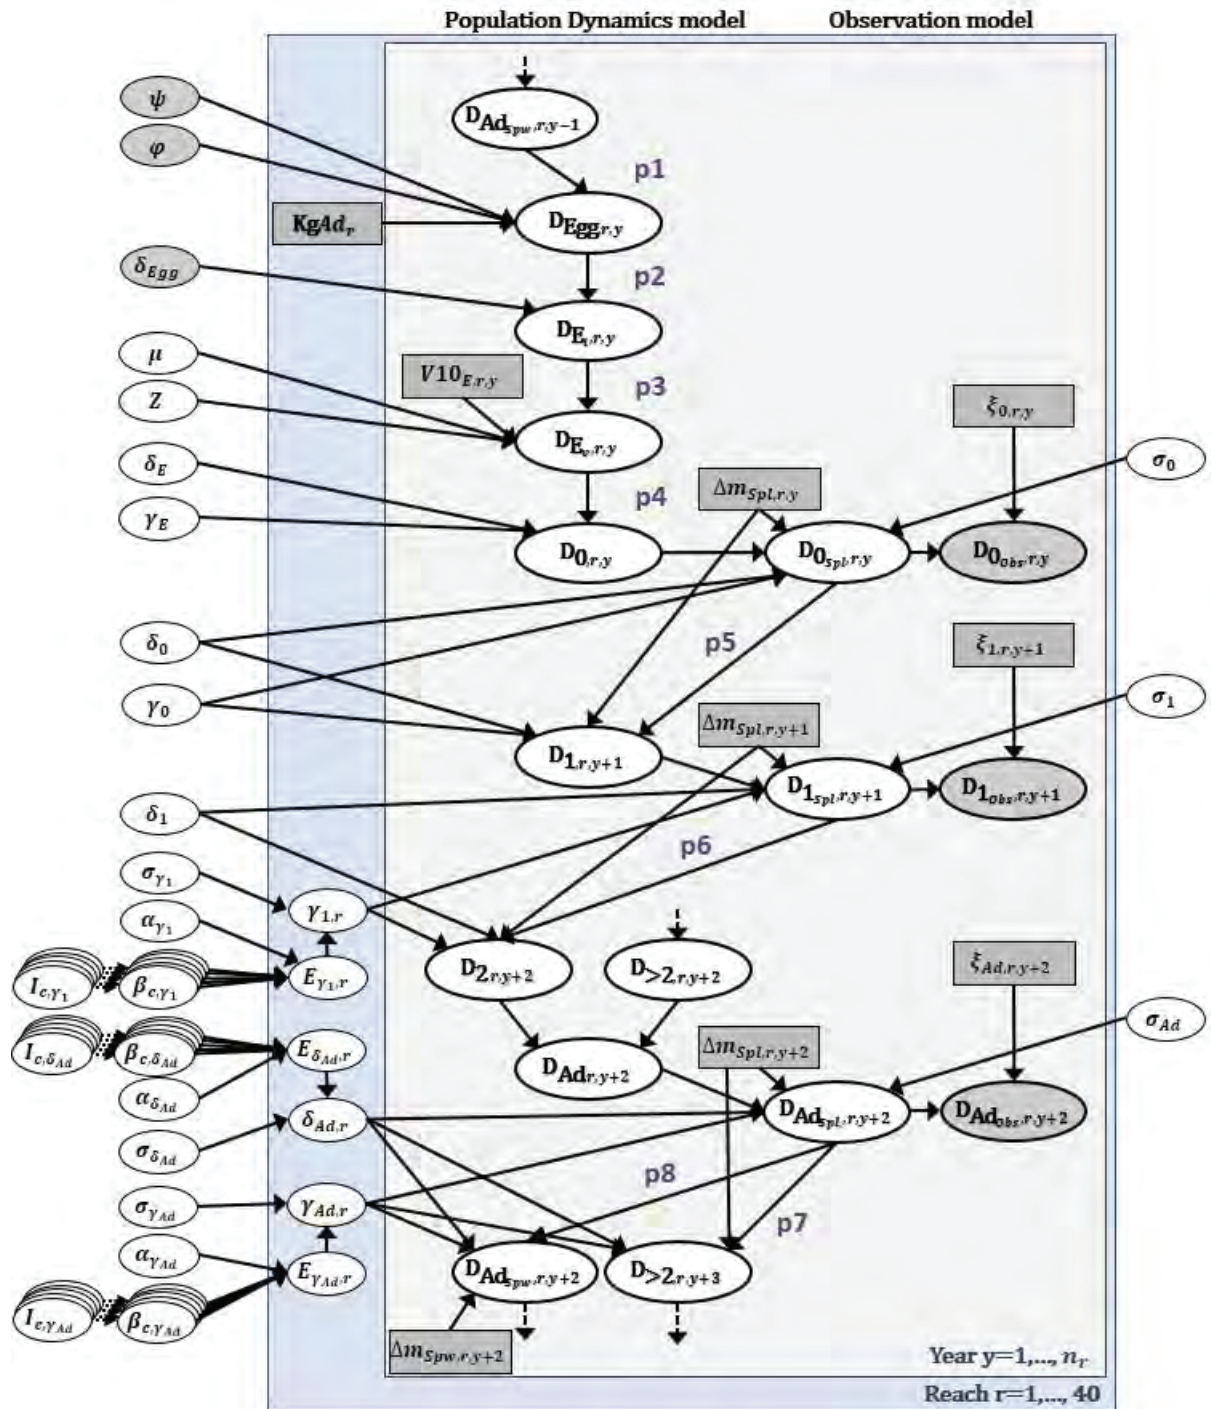 Population Dynamics model Observation model
ψ
D_{Ad_{Spw},r,y−1}
φ
p1
KgAd_r
D_{Egg,r,y}
δ_{Egg}
p2
D_{E_ι,r,y}
μ
V10_{E,r,y}
p3
ξ_{0,r,y}
Z
D_{E_v,r,y}
σ_0
δ_E
Δm_{Spl,r,y}
p4
γ_E
D_{0,r,y}
D_{0_{Spl},r,y}
D_{0_{Obs},r,y}
δ_0
p5
ξ_{1,r,y+1}
γ_0
σ_1
Δm_{Spl,r,y+1}
D_{1,r,y+1}
D_{1_{Spl},r,y+1}
D_{1_{Obs},r,y+1}
δ_1
p6
σ_{γ_1}
γ_{1,r}
α_{γ_1}
I_{c,γ_1}
β_{c,γ_1}
E_{γ_1,r}
D_{2,r,y+2}
D_{>2,r,y+2}
ξ_{Ad,r,y+2}
σ_{Ad}
I_{c,δ_{Ad}}
β_{c,δ_{Ad}}
E_{δ_{Ad},r}
Δm_{Spl,r,y+2}
D_{Ad,r,y+2}
α_{δ_{Ad}}
δ_{Ad,r}
D_{Ad_{Spl},r,y+2}
D_{Ad_{Obs},r,y+2}
σ_{δ_{Ad}}
p8
σ_{γ_{Ad}}
γ_{Ad,r}
p7
α_{γ_{Ad}}
E_{γ_{Ad},r}
D_{Ad_{Spw},r,y+2}
D_{>2,r,y+3}
I_{c,γ_{Ad}}
β_{c,γ_{Ad}}
Δm_{Spw,r,y+2}
Year y=1,..., n_r
Reach r=1,..., 40